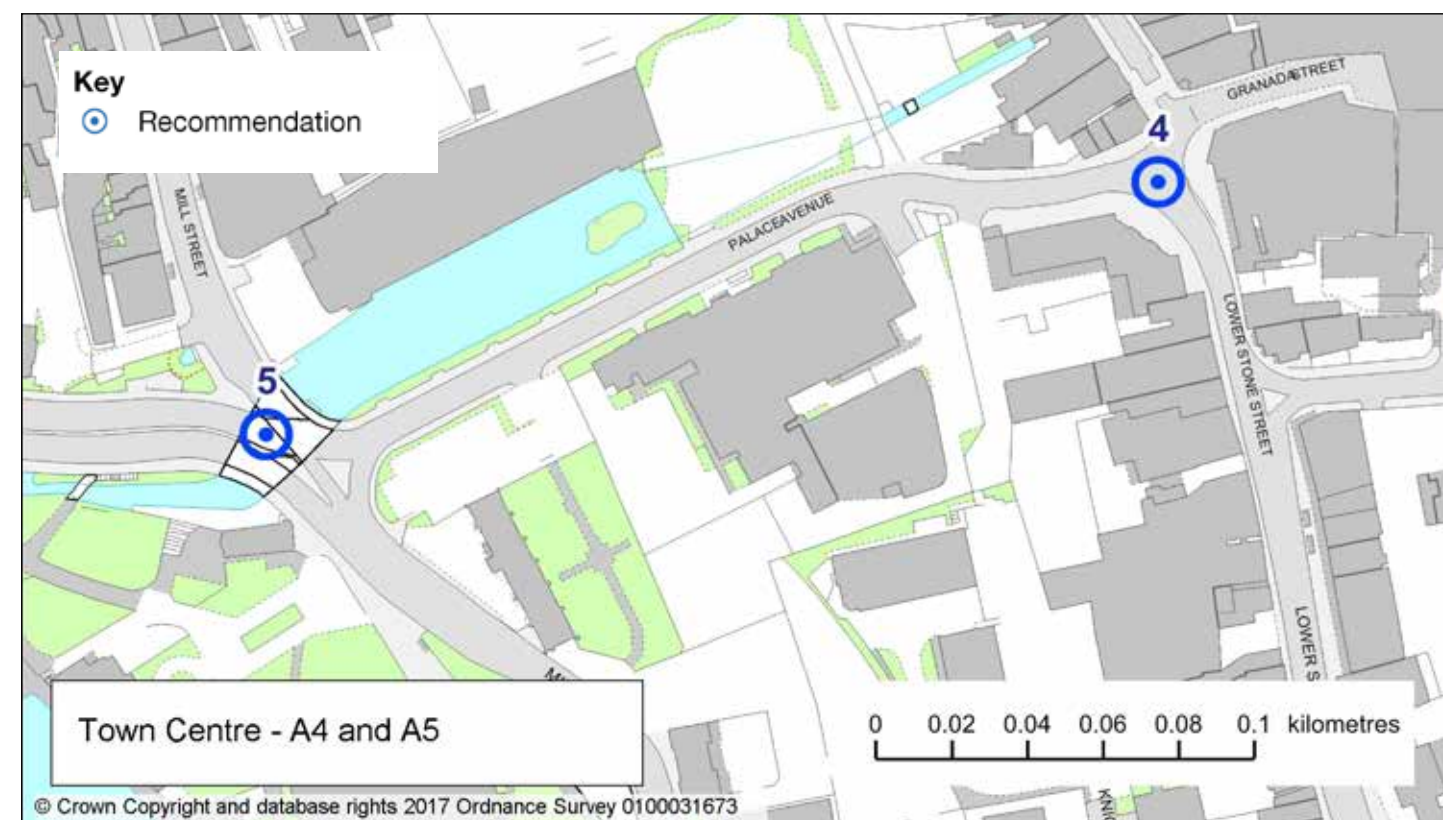 Key
Recommendation
GRANADA STREET
4
MILL STREET
PALACE AVENUE
LOWER STONE STREET
5
LOWER S
Town Centre - A4 and A5
0 0.02 0.04 0.06 0.08 0.1 kilometres
© Crown Copyright and database rights 2017 Ordnance Survey 0100031673